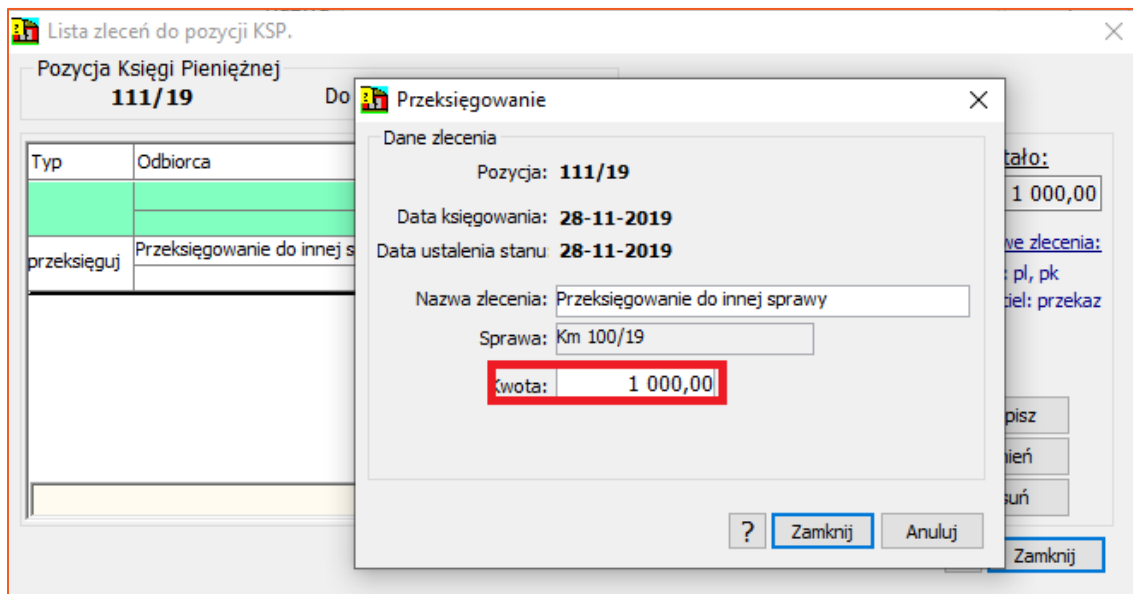 Lista zleceń do pozycji KSP.
Pozycja Księgi Pieniężnej
111/19 Do
Typ Odbiorca
przeksięguj Przeksięgowanie do innej s
Przeksięgowanie
Dane zlecenia
Pozycja: 111/19
Data księgowania: 28-11-2019
Data ustalenia stanu: 28-11-2019
Nazwa zlecenia: Przeksięgowanie do innej sprawy
Sprawa: Km 100/19
Kwota: 1 000,00
? Zamknij Anuluj
tało:
1 000,00
we zlecenia:
: pl, pk
ciel: przekaz
pisz
ień
suń
Zamknij